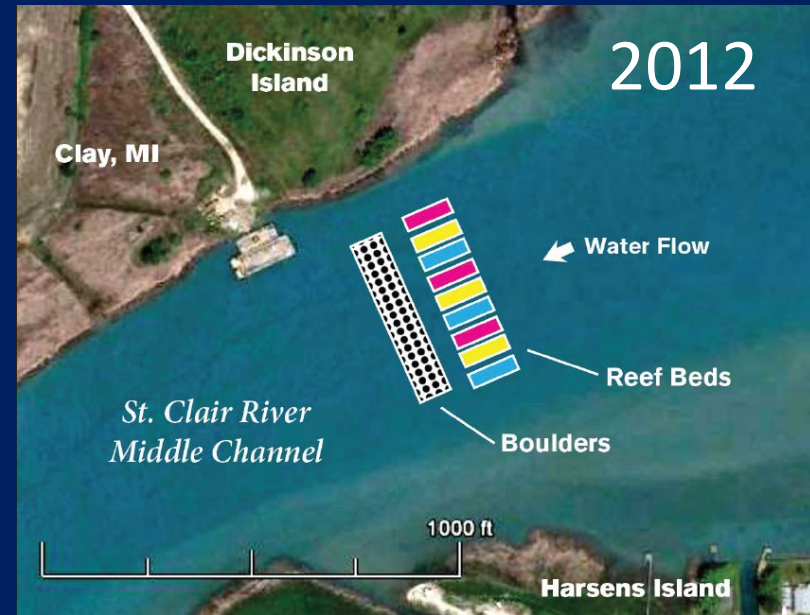 2012
Dickinson
Island
Clay, MI
Water Flow
Reef Beds
St. Clair River
Middle Channel
Boulders
1000 ft
Harsens Island